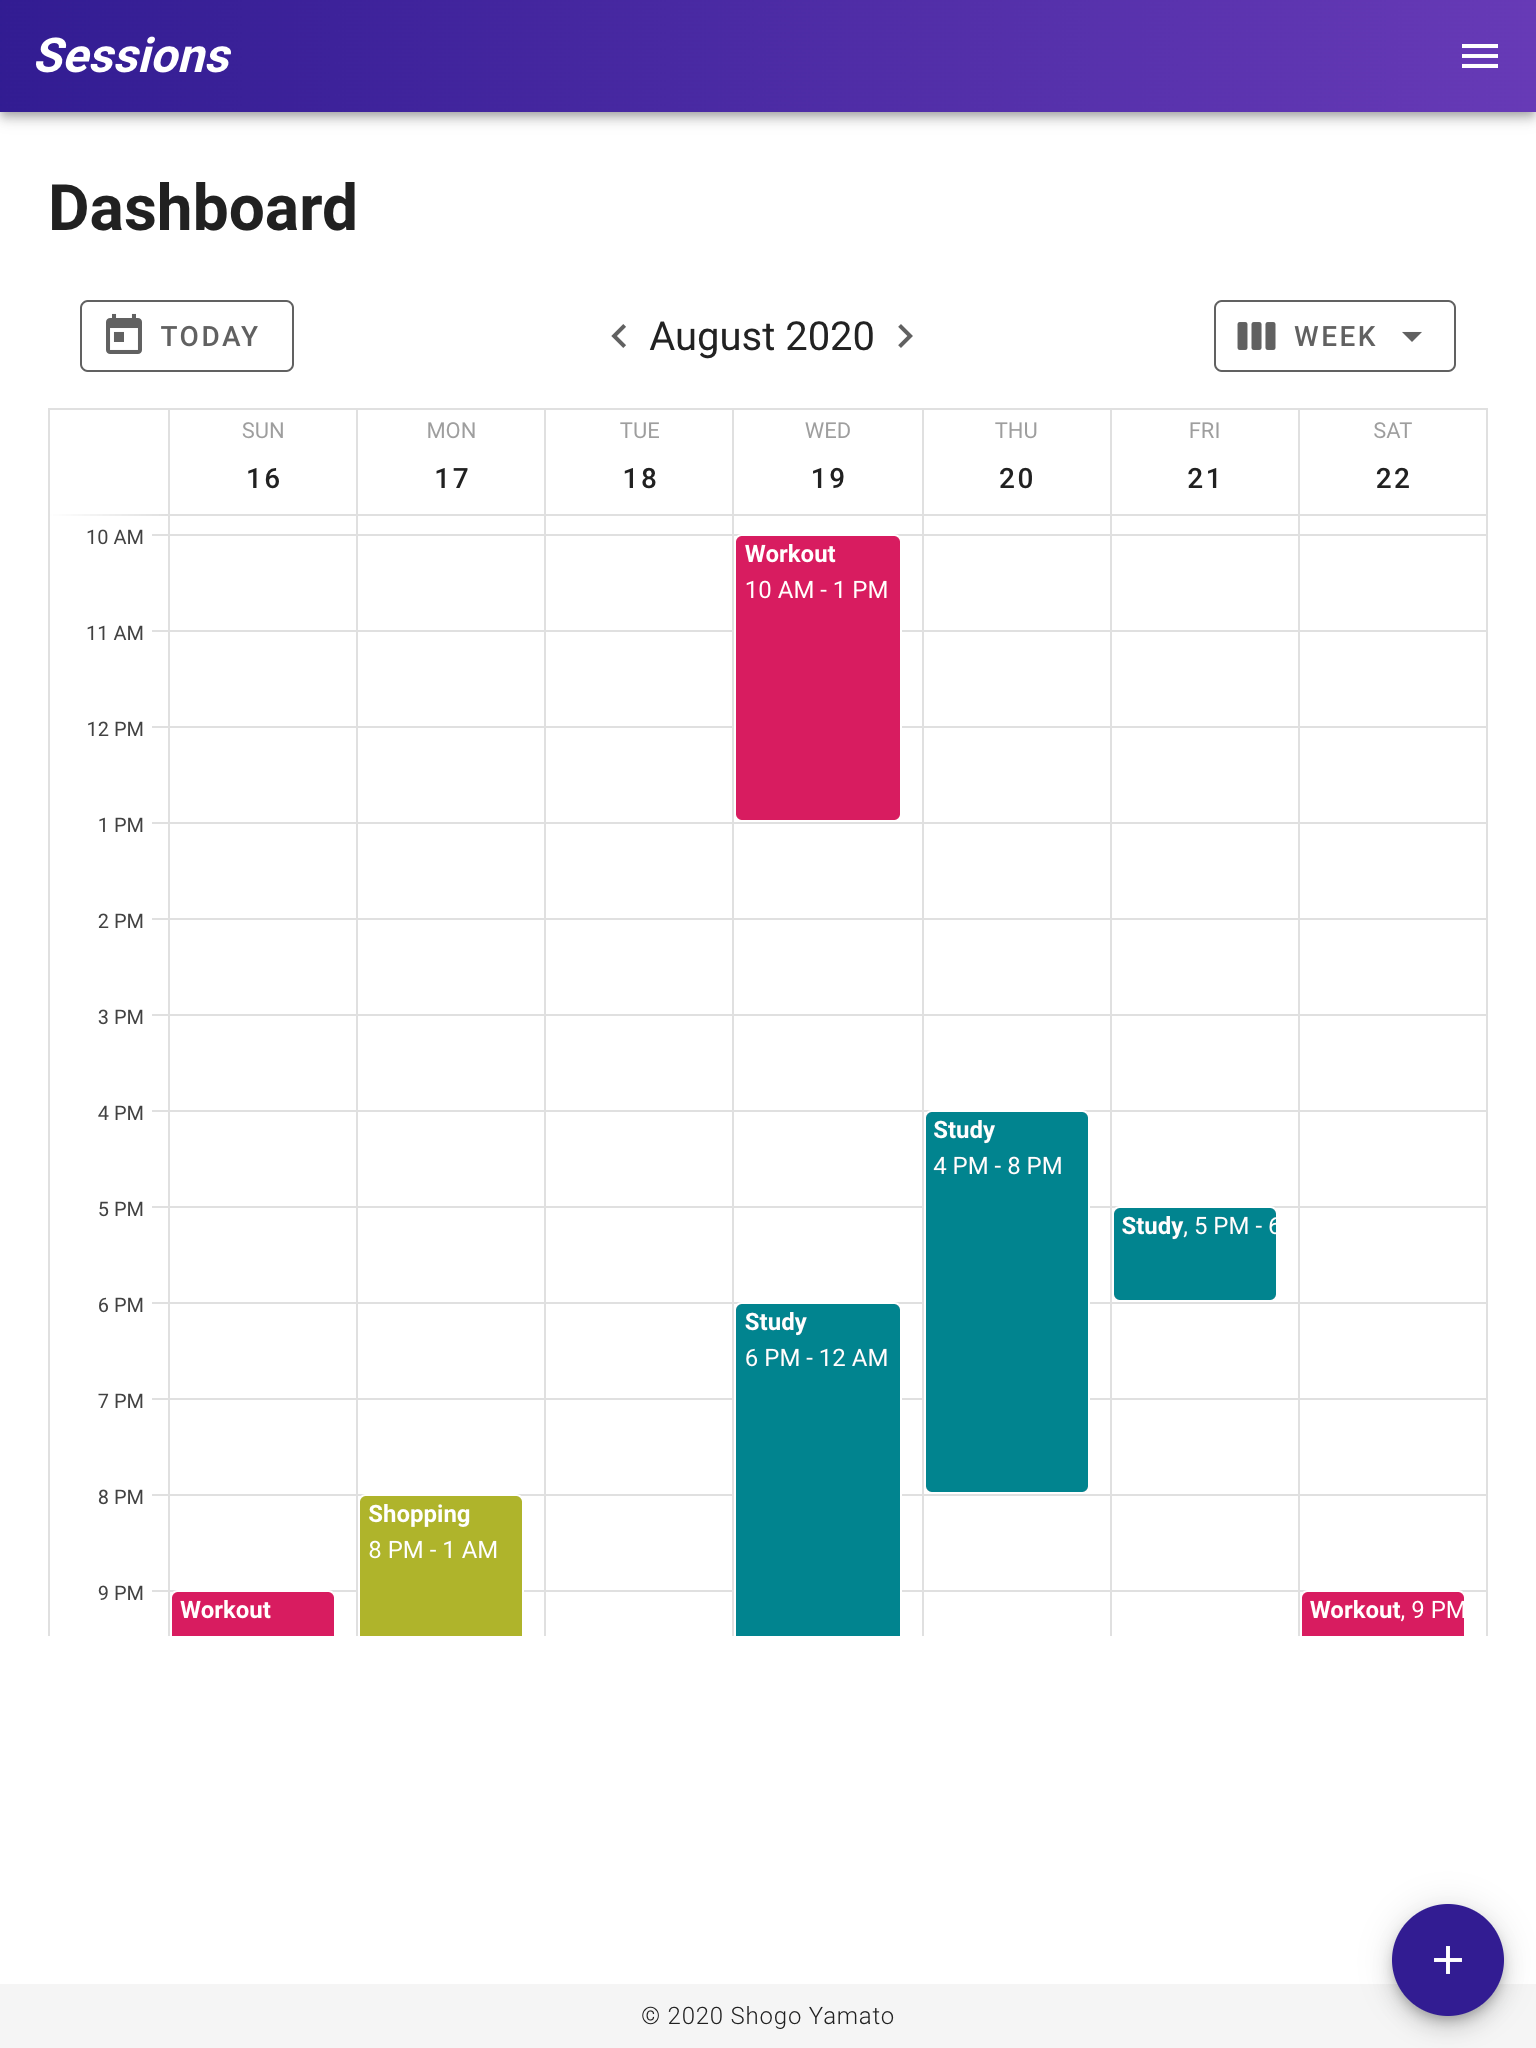 Sessions
Dashboard
TODAY
August 2020
WEEK
SUN MON TUE WED THU FRI SAT
16 17 18 19 20 21 22
10 AM
Workout
10 AM - 1 PM
11 AM
12 PM
1 PM
2 PM
3 PM
4 PM
Study
4 PM - 8 PM
5 PM
Study, 5 PM - 6
6 PM
Study
6 PM - 12 AM
7 PM
8 PM
Shopping
8 PM - 1 AM
9 PM
Workout
Workout, 9 PM
© 2020 Shogo Yamato